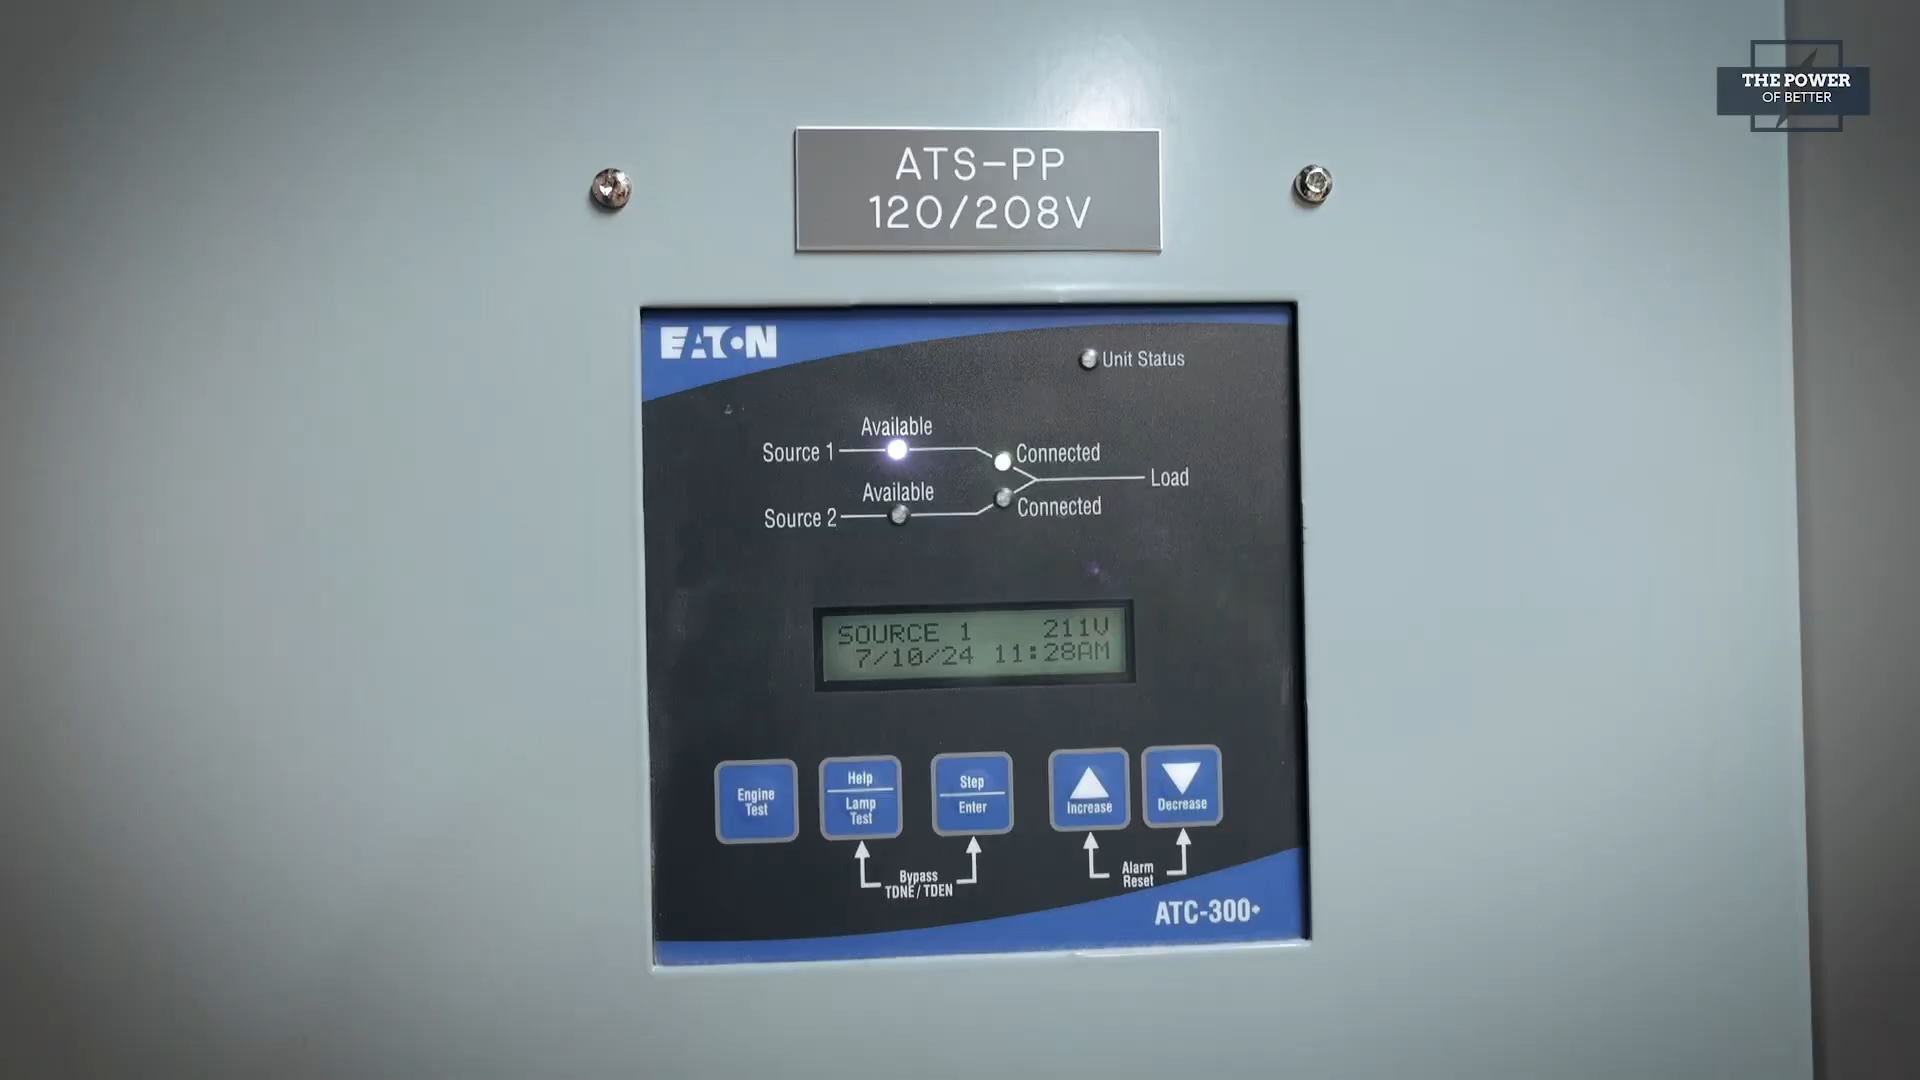 THE POWER
OF BETTER
ATS-PP
120/208V
EATON
Unit Status
Available
Source 1
Connected
Load
Available
Source 2
Connected
SOURCE 1 211V
7/10/24 11:28AM
Engine
Test
Help
Lamp
Test
Step
Enter
Increase
Decrease
Bypass
TDNE / TDEN
Alarm
Reset
ATC-300+